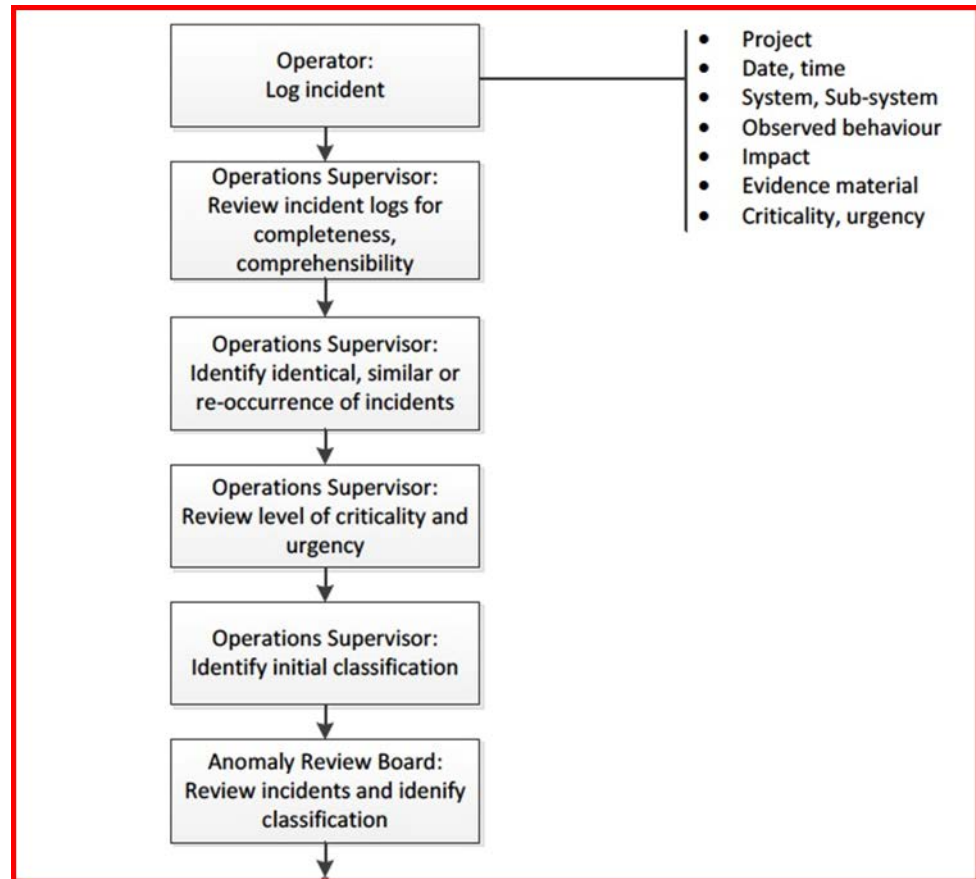 Operator:
Log incident
• Project
• Date, time
• System, Sub-system
• Observed behaviour
• Impact
• Evidence material
• Criticality, urgency
Operations Supervisor:
Review incident logs for
completeness,
comprehensibility
Operations Supervisor:
Identify identical, similar or
re-occurrence of incidents
Operations Supervisor:
Review level of criticality and
urgency
Operations Supervisor:
Identify initial classification
Anomaly Review Board:
Review incidents and idenify
classification